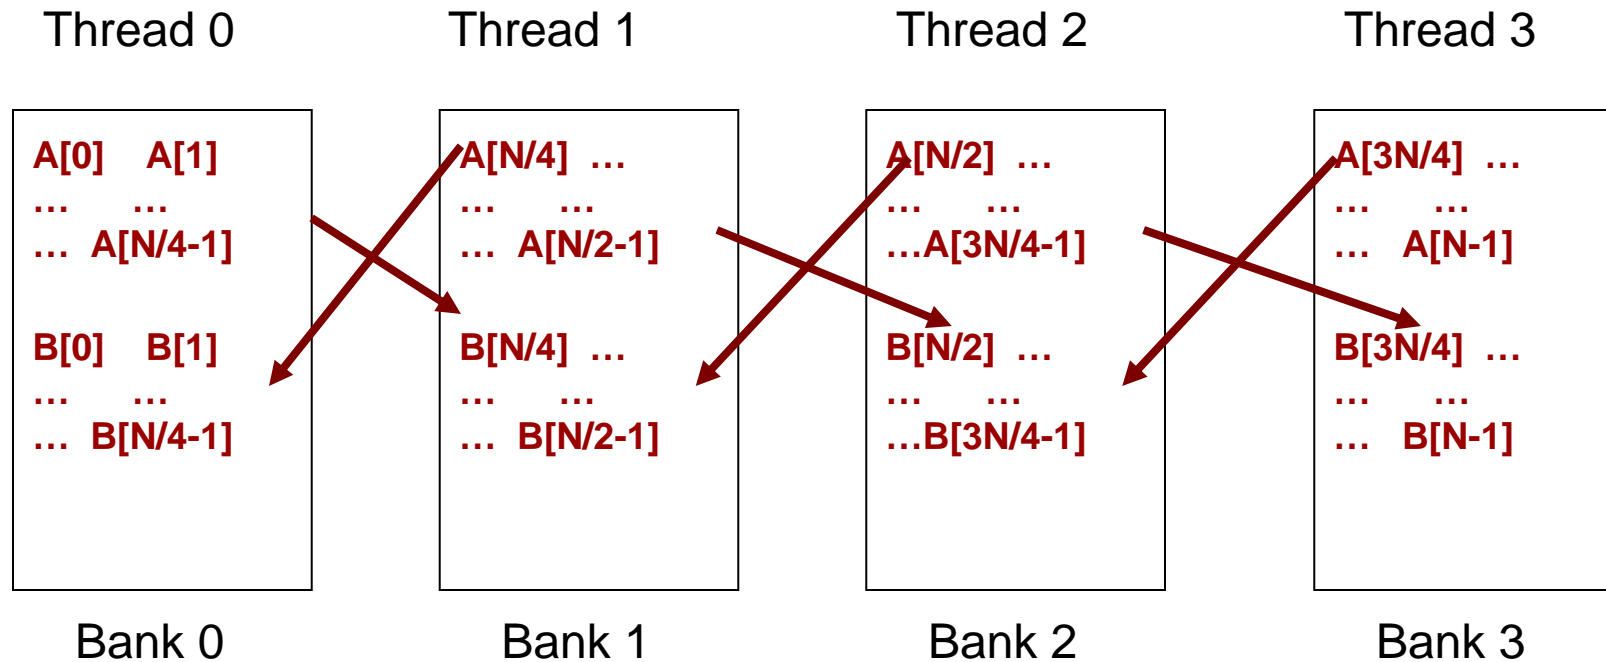 Thread 0 Thread 1 Thread 2 Thread 3
A[0] A[1]
… …
… A[N/4-1]
B[0] B[1]
… …
… B[N/4-1]
A[N/4] …
… …
… A[N/2-1]
B[N/4] …
… …
… B[N/2-1]
A[N/2] …
… …
…A[3N/4-1]
B[N/2] …
… …
…B[3N/4-1]
A[3N/4] …
… …
… A[N-1]
B[3N/4] …
… …
… B[N-1]
Bank 0 Bank 1 Bank 2 Bank 3